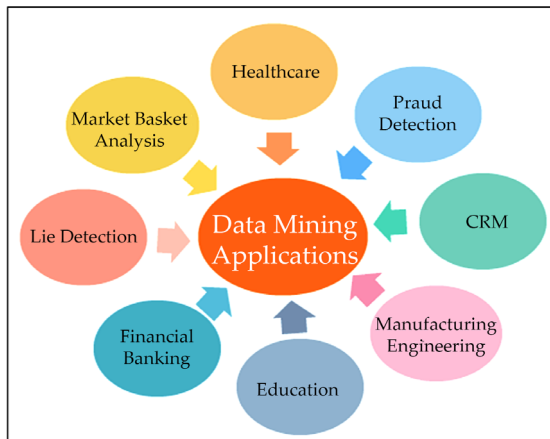 Healthcare
Market Basket
Analysis
Praud
Detection
Lie Detection
Data Mining
Applications
CRM
Financial
Banking
Manufacturing
Engineering
Education